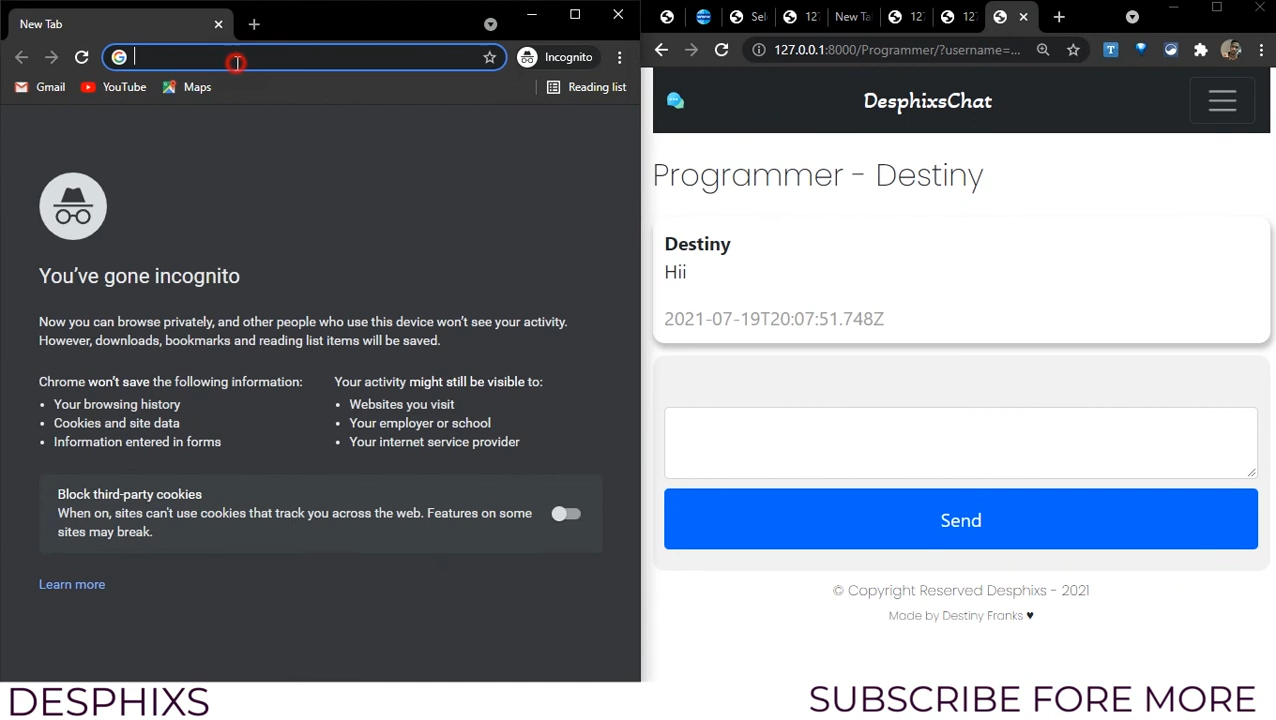 New Tab
Incognito
Gmail
YouTube
Maps
Reading list
You've gone incognito
Now you can browse privately, and other people who use this device won't see your activity.
However, downloads, bookmarks and reading list items will be saved.
Chrome won't save the following information:
• Your browsing history
• Cookies and site data
• Information entered in forms
Your activity might still be visible to:
• Websites you visit
• Your employer or school
• Your internet service provider
Block third-party cookies
When on, sites can't use cookies that track you across the web. Features on some
sites may break.
Learn more
Sel
127
New Ta
127
127
127.0.0.1:8000/Programmer/?username=...
DesphixsChat
Programmer - Destiny
Destiny
Hii
2021-07-19T20:07:51.748Z
Send
© Copyright Reserved Desphixs - 2021
Made by Destiny Franks ♥
DESPHIXS
SUBSCRIBE FORE MORE